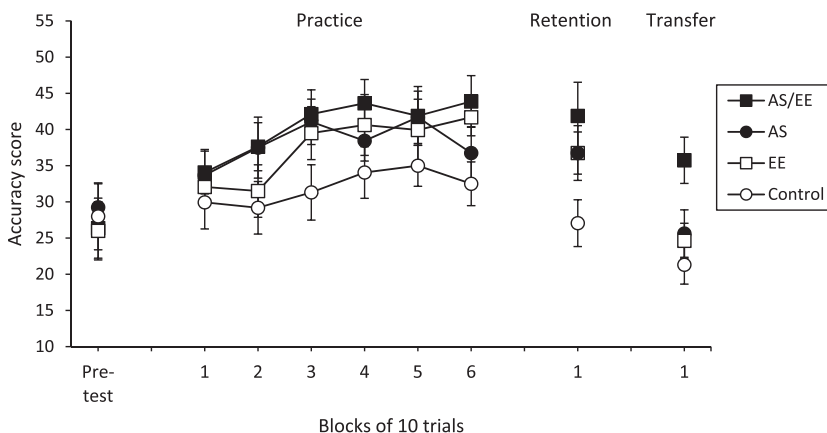 Practice
Retention
Transfer
55
50
45
40
35
30
25
20
15
10
Accuracy score
AS/EE
AS
EE
Control
Pre-
test
1 2 3 4 5 6 1 1
Blocks of 10 trials